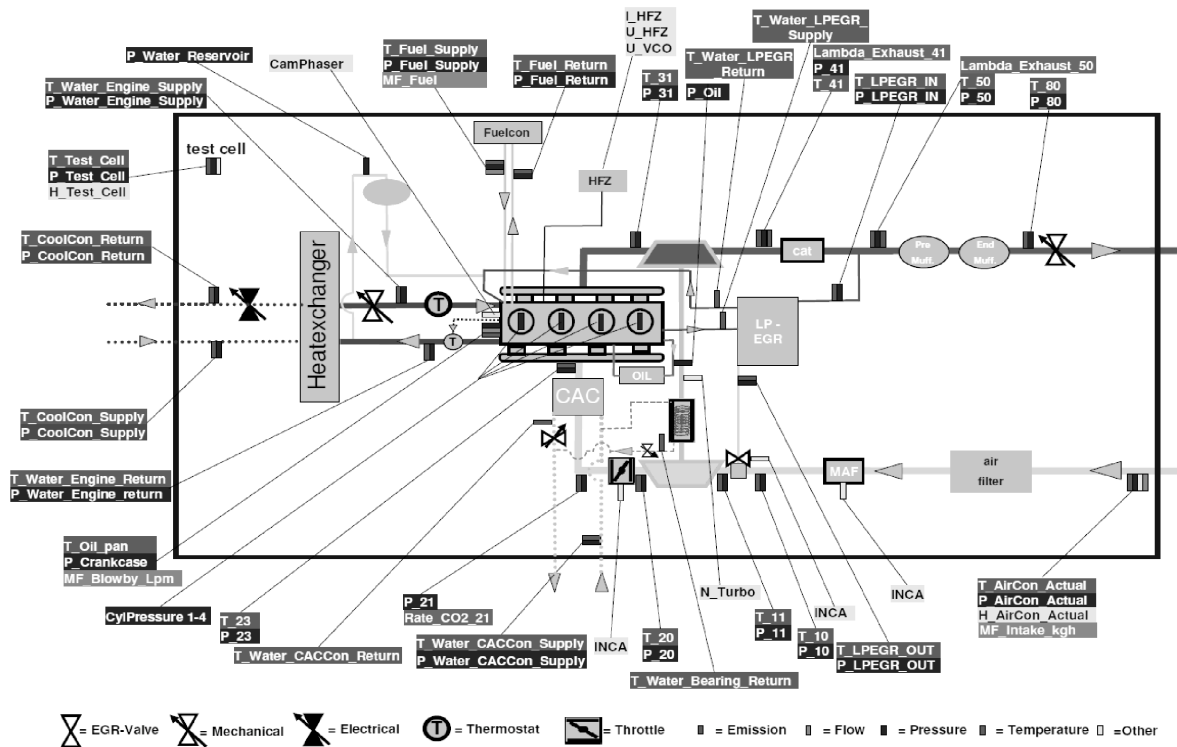 I_HFZ
U_HFZ
U_VCO
T_Water_LPEGR_
Supply
P_Water_Reservoir
CamPhaser
T_Fuel_Supply
P_Fuel_Supply
MF_Fuel
T_Fuel_Return
P_Fuel_Return
T_Water_LPEGR
Return
Lambda_Exhaust_41
P_41
T_41
Lambda_Exhaust_50
T_50
P_50
T_31
P_31
P_Oil
T_LPEGR_IN
P_LPEGR_IN
T_80
P_80
T_Water_Engine_Supply
P_Water_Engine_Supply
test cell
Fuelcon
T_Test_Cell
P_Test_Cell
H_Test_Cell
HFZ
T_CoolCon_Return
P_CoolCon_Return
cat
Pre
Muff.
End
Muff.
Heatexchanger
T
T
LP -
EGR
OIL
CAC
T_CoolCon_Supply
P_CoolCon_Supply
T_Water_Engine_Return
P_Water_Engine_return
MAF
air
filter
T_Oil_pan
P_Crankcase
MF_Blowby_Lpm
CylPressure 1-4
T_23
P_23
T_Water_CACCon_Return
P_21
Rate_CO2_21
T_Water_CACCon_Supply
P_Water_CACCon_Supply
INCA
T_20
P_20
T_Water_Bearing_Return
N_Turbo
T_11
P_11
INCA
T_10
P_10
T_LPEGR_OUT
P_LPEGR_OUT
INCA
T_AirCon_Actual
P_AirCon_Actual
H_AirCon_Actual
MF_Intake_kgh
= EGR-Valve
= Mechanical
= Electrical
T
= Thermostat
= Throttle
= Emission
= Flow
= Pressure
= Temperature
=Other